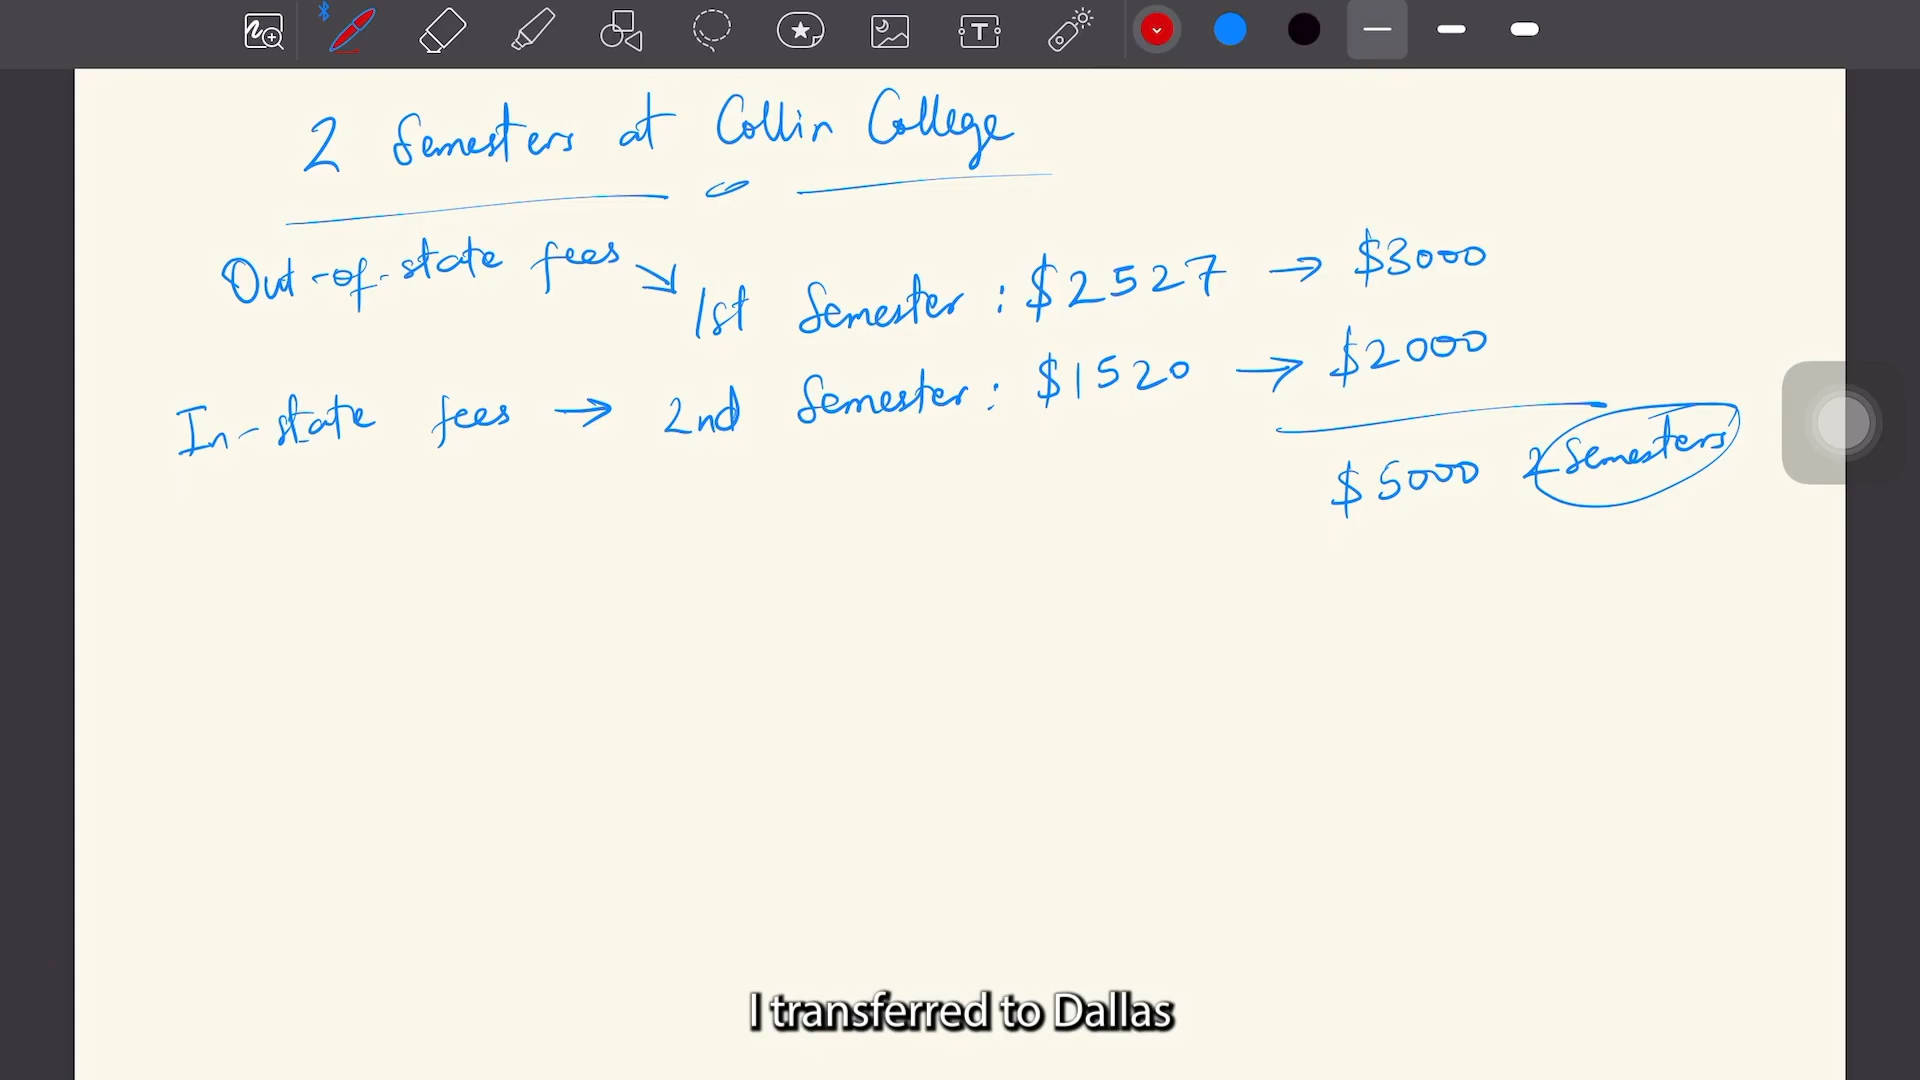 2 Semesters at Collin College
Out-of-state fees ↘ 1st Semester : $2527 → $3000
In-state fees → 2nd Semester : $1520 → $2000
$5000 2 Semesters
I transferred to Dallas